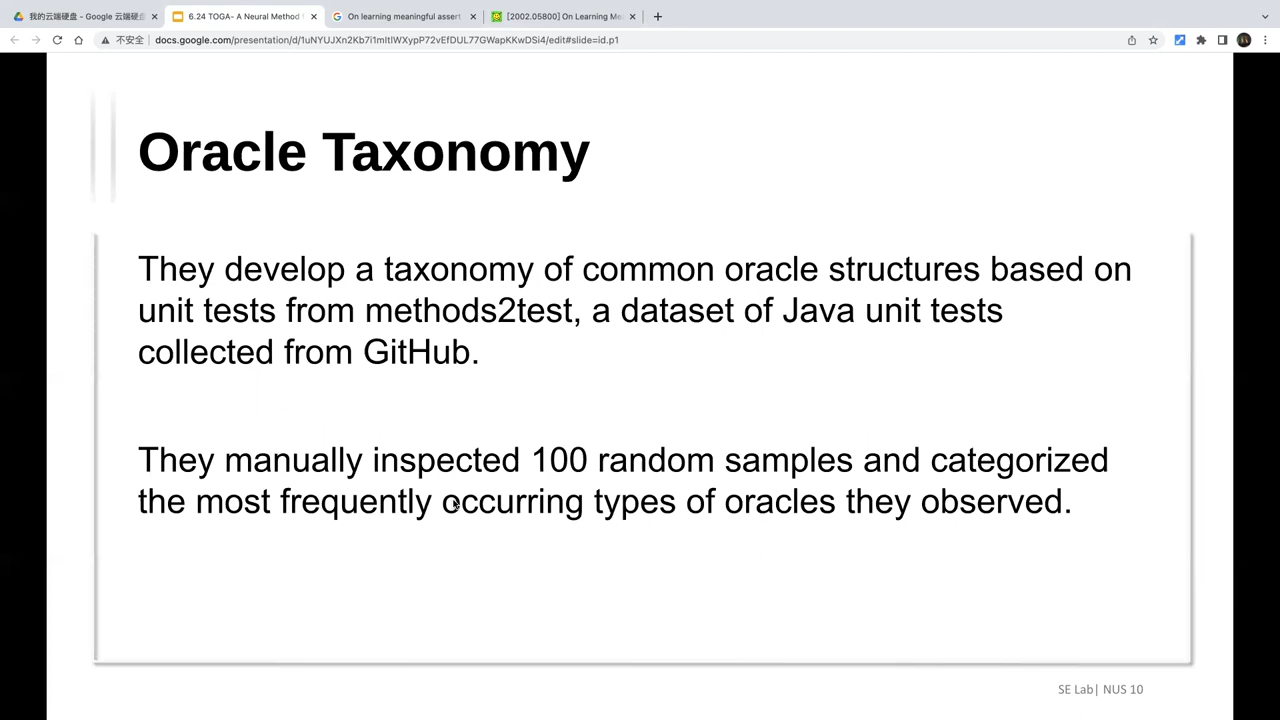 我的云端硬盘 - Google 云端硬盘
6.24 TOGA- A Neural Method
On learning meaningful assert
[2002.05800] On Learning Me
不安全
docs.google.com/presentation/d/1uNYUJXn2Kb7i1mItIWXypP72vEfDUL77GWapKKwDSi4/edit#slide=id.p1
Oracle Taxonomy
They develop a taxonomy of common oracle structures based on
unit tests from methods2test, a dataset of Java unit tests
collected from GitHub.
They manually inspected 100 random samples and categorized
the most frequently occurring types of oracles they observed.
SE Lab| NUS 10